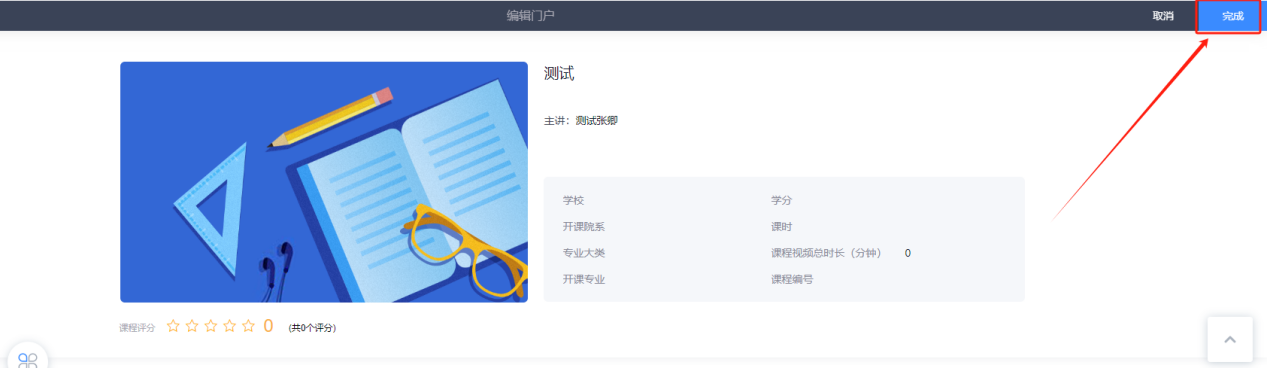 编辑门户
取消
完成
测试
主讲：测试张卿
学校
学分
开课院系
课时
专业大类
课程视频总时长（分钟） 0
开课专业
课程编号
课程评分 0 (共0个评分)